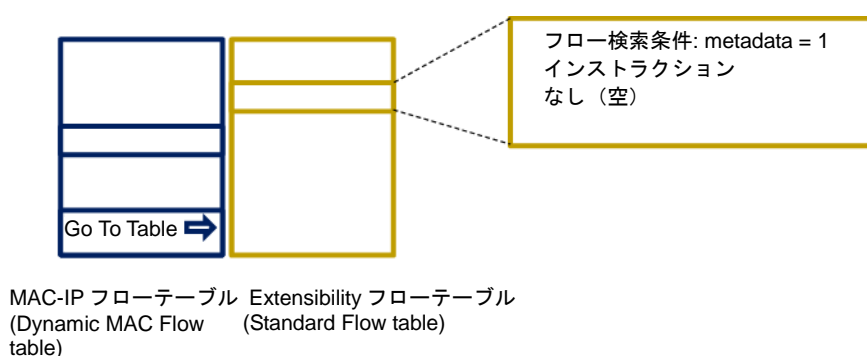 フロー検索条件: metadata = 1
インストラクション
なし（空）
Go To Table
MAC-IP フローテーブル
(Dynamic MAC Flow
table)
Extensibility フローテーブル
(Standard Flow table)